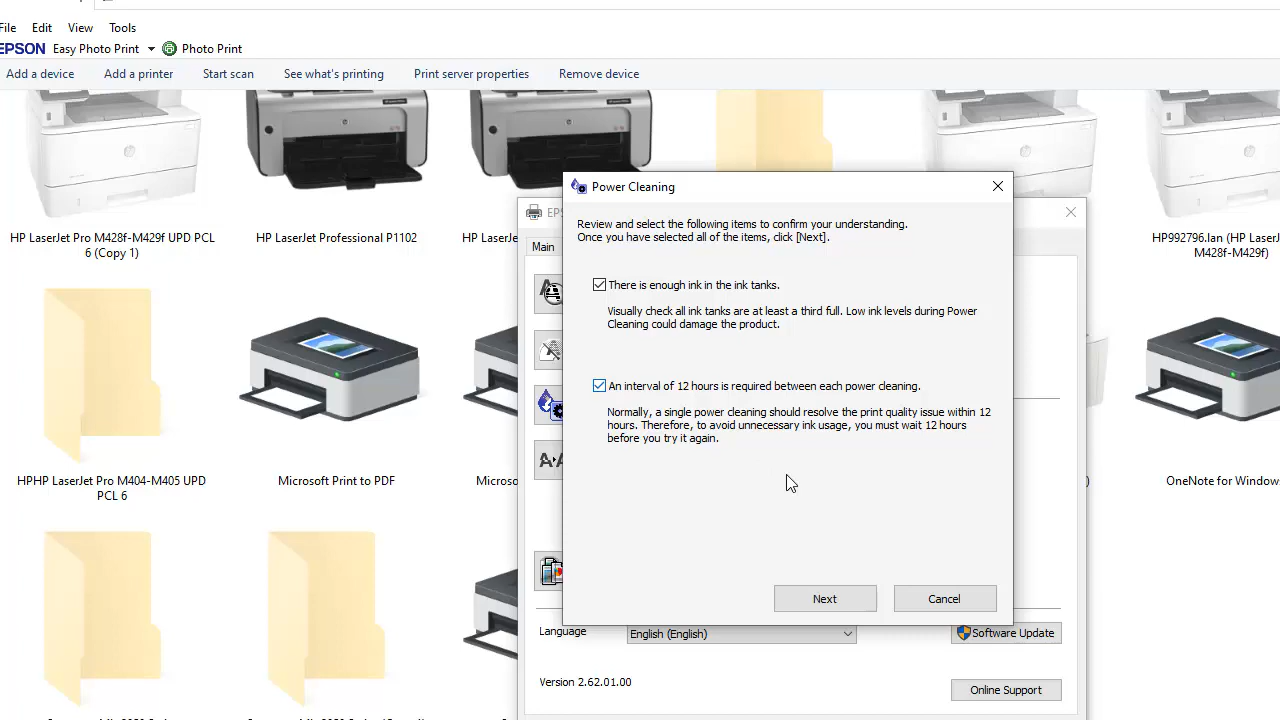 File Edit View Tools
EPSON Easy Photo Print Photo Print
Add a device Add a printer Start scan See what's printing Print server properties Remove device
HP LaserJet Pro M428f-M429f UPD PCL
6 (Copy 1)
HP LaserJet Professional P1102
HP LaserJe
HP992796.lan (HP LaserJ
M428f-M429f)
EPS
Main
Power Cleaning
Review and select the following items to confirm your understanding.
Once you have selected all of the items, click [Next].
There is enough ink in the ink tanks.
Visually check all ink tanks are at least a third full. Low ink levels during Power
Cleaning could damage the product.
An interval of 12 hours is required between each power cleaning.
Normally, a single power cleaning should resolve the print quality issue within 12
hours. Therefore, to avoid unnecessary ink usage, you must wait 12 hours
before you try it again.
Next Cancel
HPHP LaserJet Pro M404-M405 UPD
PCL 6
Microsoft Print to PDF
Microso
)
OneNote for Window
Language English (English) Software Update
Version 2.62.01.00
Online Support